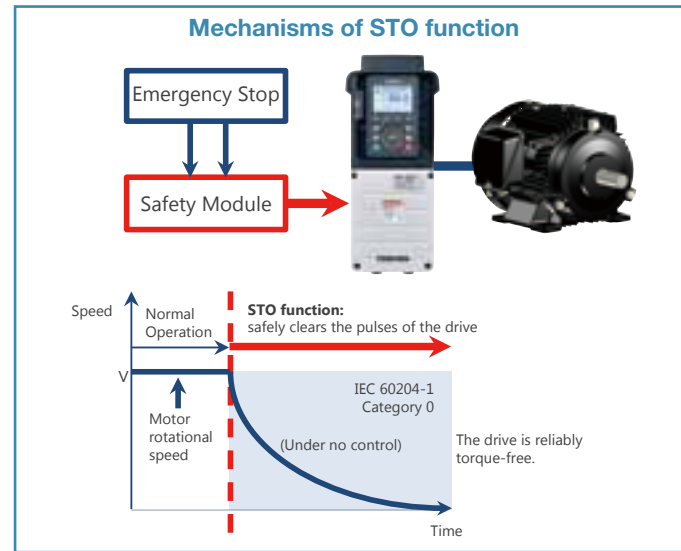 Mechanisms of STO function
Emergency Stop
Safety Module
TOSHIBA
Speed
Normal
Operation
STO function:
safely clears the pulses of the drive
V
IEC 60204-1
Category 0
Motor
rotational
speed
(Under no control)
The drive is reliably
torque-free.
Time